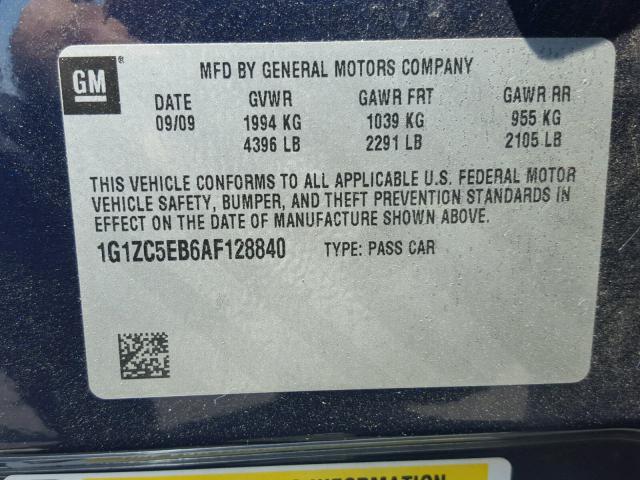 GM ®
MFD BY GENERAL MOTORS COMPANY
DATE GVWR GAWR FRT GAWR RR
09/09 1994 KG 1039 KG 955 KG
4396 LB 2291 LB 2105 LB
THIS VEHICLE CONFORMS TO ALL APPLICABLE U.S. FEDERAL MOTOR
VEHICLE SAFETY, BUMPER, AND THEFT PREVENTION STANDARDS IN
EFFECT ON THE DATE OF MANUFACTURE SHOWN ABOVE.
1G1ZC5EB6AF128840 TYPE: PASS CAR
INFORMATION